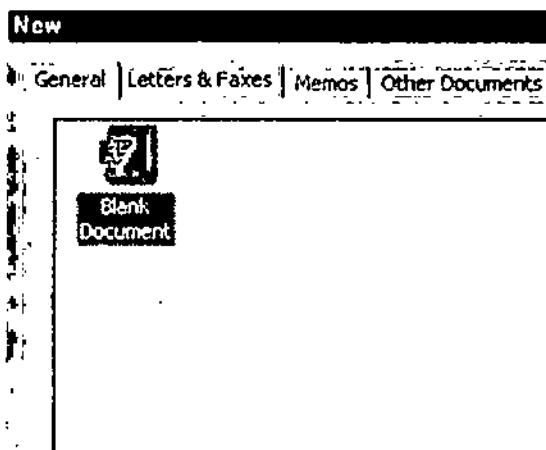 New
General Letters & Faxes Memos Other Documents
Blank
Document